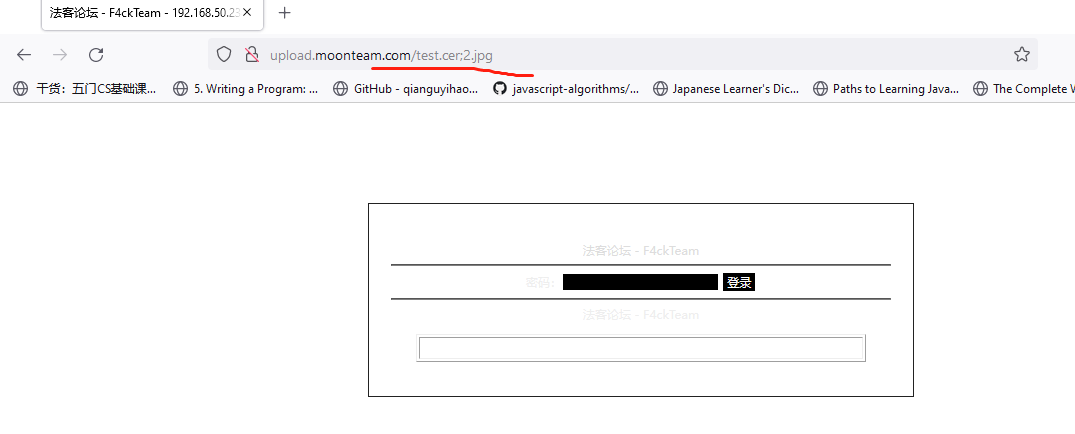 法客论坛 - F4ckTeam - 192.168.50.23
upload.moonteam.com/test.cer;2.jpg
干货：五门CS基础课... 5. Writing a Program: ... GitHub - qianguyihao... javascript-algorithms/... Japanese Learner's Dic... Paths to Learning Java... The Complete W
法客论坛 - F4ckTeam
密码： 登录
法客论坛 - F4ckTeam